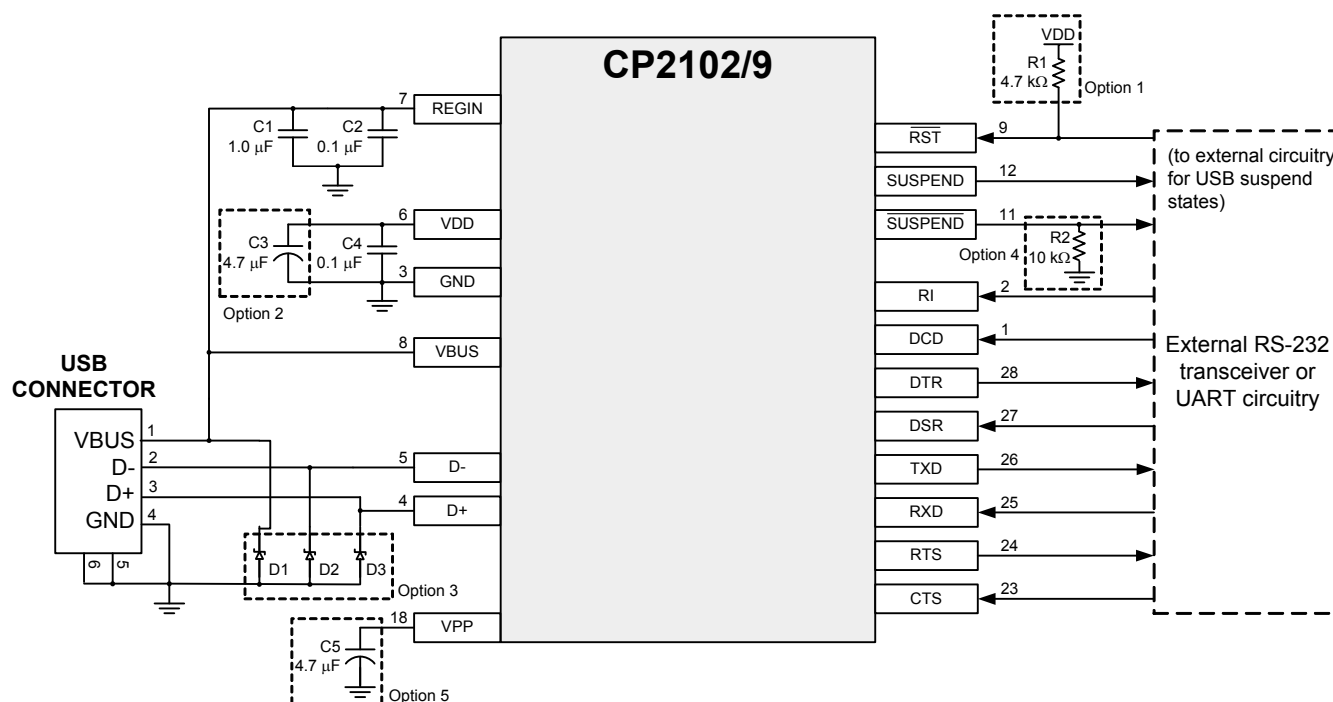 CP2102/9
VDD
R1
4.7 kΩ
Option 1
7
REGIN
C1
1.0 μF
C2
0.1 μF
RST
9
(to external circuitry
for USB suspend
states)
SUSPEND
12
6
VDD
SUSPEND
11
C3
4.7 μF
C4
0.1 μF
Option 4
R2
10 kΩ
3
GND
Option 2
RI
2
8
VBUS
DCD
1
External RS-232
transceiver or
UART circuitry
USB
CONNECTOR
DTR
28
VBUS
1
DSR
27
D-
2
5
D-
TXD
26
D+
3
4
D+
GND
4
RXD
25
6
5
D1
D2
D3
Option 3
RTS
24
CTS
23
18
VPP
C5
4.7 μF
Option 5